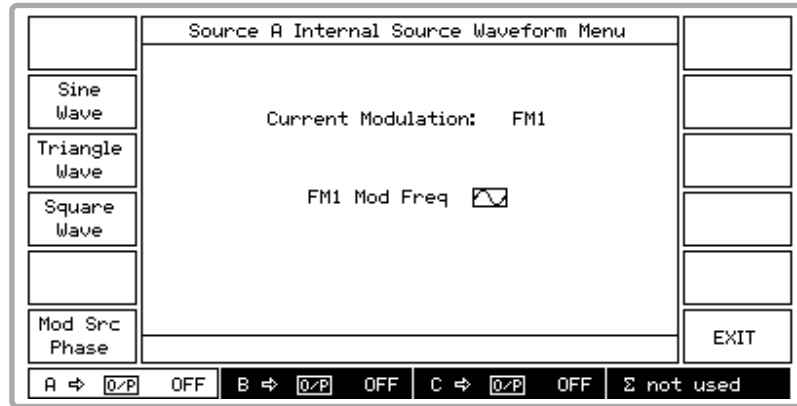 Source A Internal Source Waveform Menu
Sine
Wave
Current Modulation: FM1
Triangle
Wave
FM1 Mod Freq
Square
Wave
Mod Src
Phase
EXIT
A ⇨ O/P OFF B ⇨ O/P OFF C ⇨ O/P OFF Σ not used